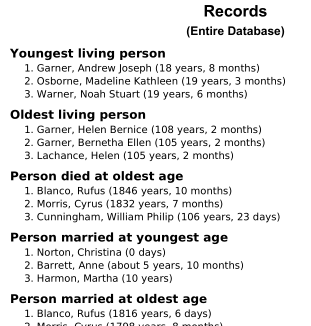 Records
(Entire Database)
Youngest living person
1. Garner, Andrew Joseph (18 years, 8 months)
2. Osborne, Madeline Kathleen (19 years, 3 months)
3. Warner, Noah Stuart (19 years, 6 months)
Oldest living person
1. Garner, Helen Bernice (108 years, 2 months)
2. Garner, Bernetha Ellen (105 years, 2 months)
3. Lachance, Helen (105 years, 2 months)
Person died at oldest age
1. Blanco, Rufus (1846 years, 10 months)
2. Morris, Cyrus (1832 years, 7 months)
3. Cunningham, William Philip (106 years, 23 days)
Person married at youngest age
1. Norton, Christina (0 days)
2. Barrett, Anne (about 5 years, 10 months)
3. Harmon, Martha (10 years)
Person married at oldest age
1. Blanco, Rufus (1816 years, 6 days)
2. Morris, Cyrus (1798 years, 8 months)